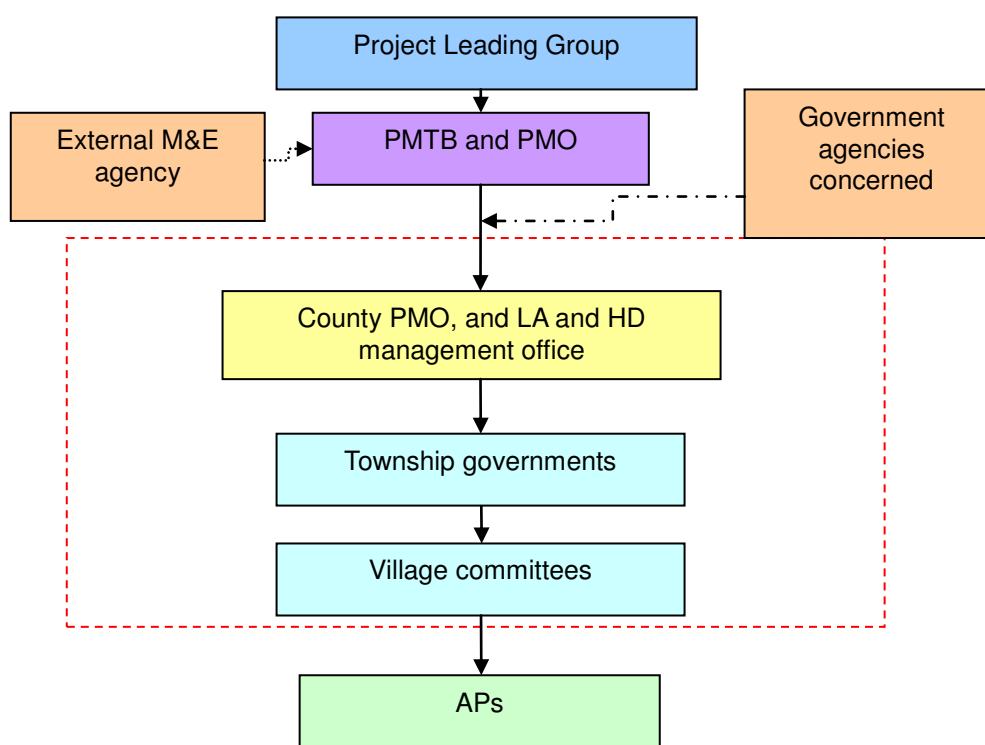 Project Leading Group
External M&E
agency
PMTB and PMO
Government
agencies
concerned
County PMO, and LA and HD
management office
Township governments
Village committees
APs